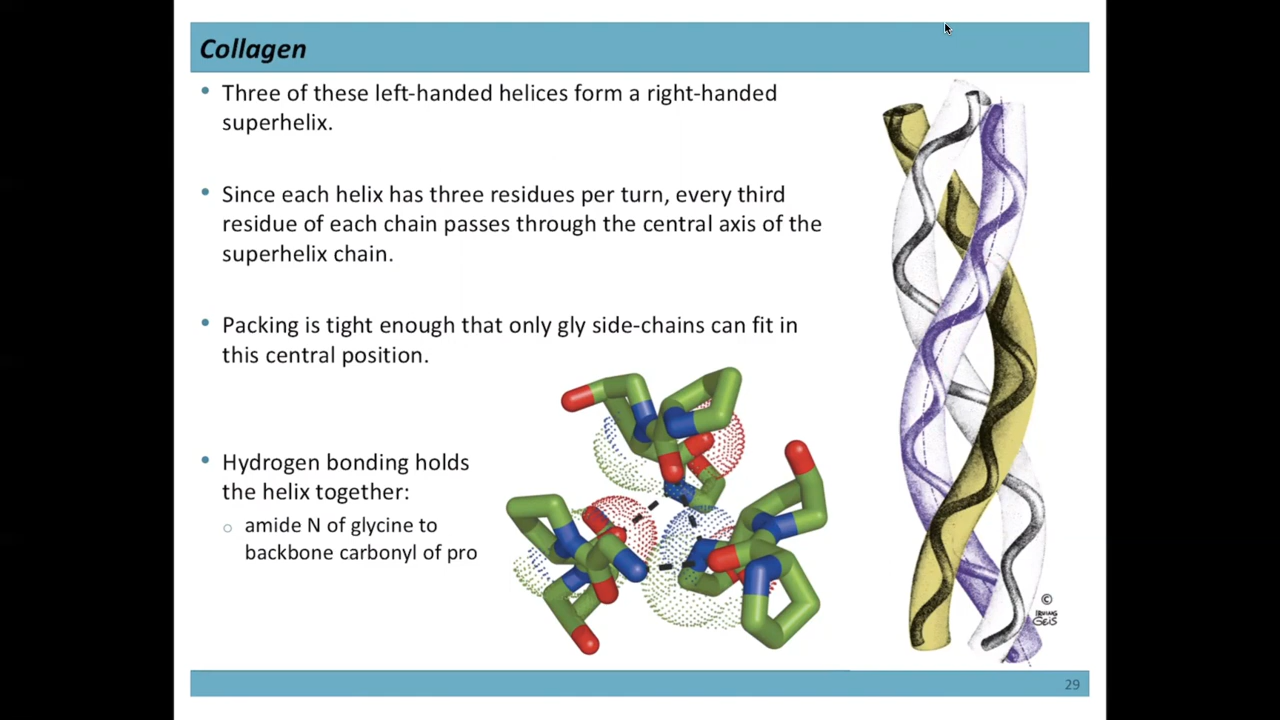 Collagen
• Three of these left-handed helices form a right-handed
superhelix.
• Since each helix has three residues per turn, every third
residue of each chain passes through the central axis of the
superhelix chain.
• Packing is tight enough that only gly side-chains can fit in
this central position.
• Hydrogen bonding holds
the helix together:
○ amide N of glycine to
backbone carbonyl of pro
©
IRVING
GEIS
29